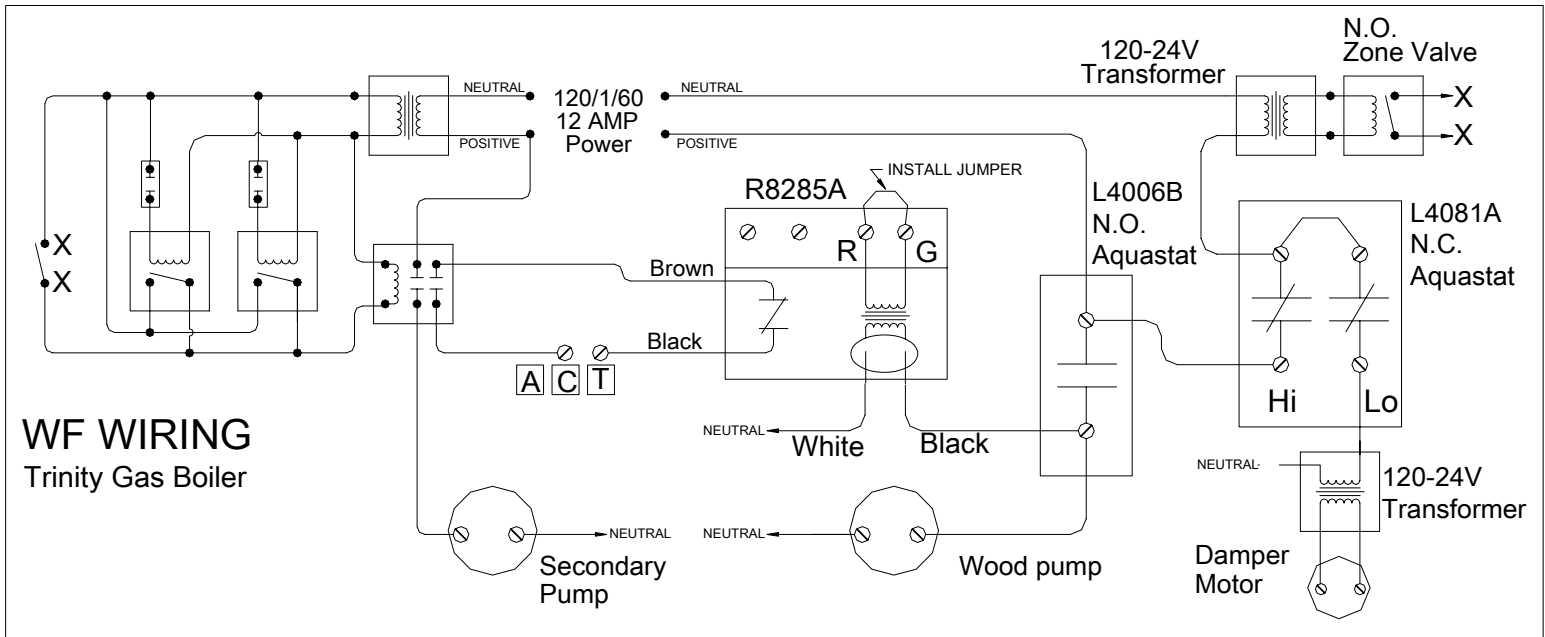 N.O.
Zone Valve
120-24V
Transformer
NEUTRAL
120/1/60
12 AMP
Power
NEUTRAL
X
POSITIVE
POSITIVE
X
INSTALL JUMPER
R8285A
L4006B
N.O.
Aquastat
L4081A
N.C.
Aquastat
X
X
R
G
Brown
Black
A
C
T
Hi
Lo
WF WIRING
Trinity Gas Boiler
NEUTRAL
White
Black
NEUTRAL
120-24V
Transformer
NEUTRAL
NEUTRAL
Secondary
Pump
Wood pump
Damper
Motor